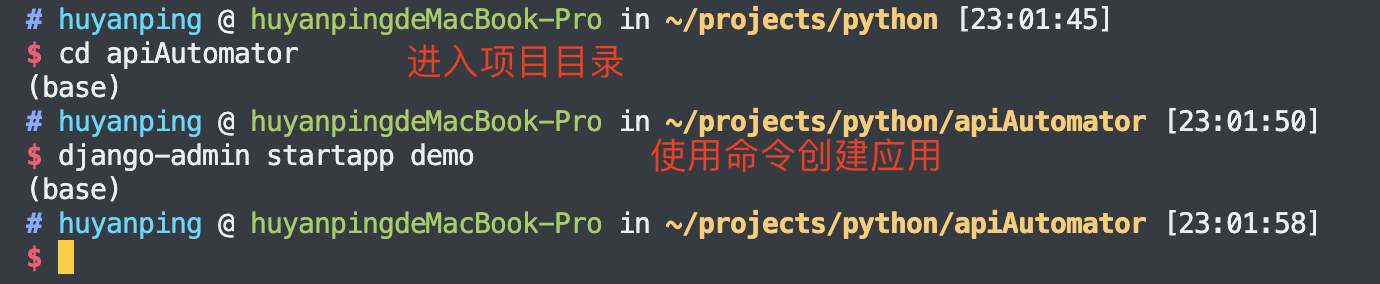 # huyanping @ huyanpingdeMacBook-Pro in ~/projects/python [23:01:45]
$ cd apiAutomator 进入项目目录
(base)
# huyanping @ huyanpingdeMacBook-Pro in ~/projects/python/apiAutomator [23:01:50]
$ django-admin startapp demo 使用命令创建应用
(base)
# huyanping @ huyanpingdeMacBook-Pro in ~/projects/python/apiAutomator [23:01:58]
$